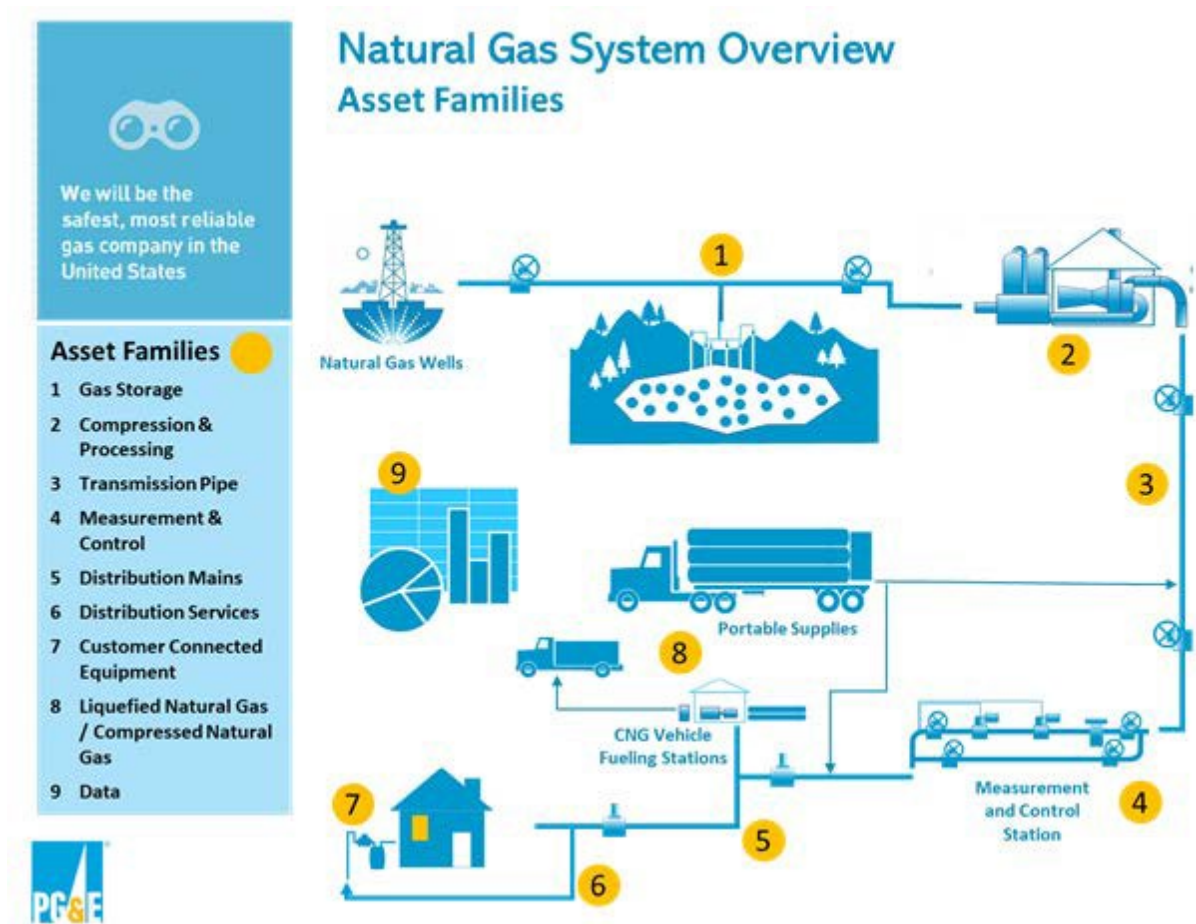 Natural Gas System Overview
Asset Families
We will be the
safest, most reliable
gas company in the
United States
Asset Families
1 Gas Storage
2 Compression &
Processing
3 Transmission Pipe
4 Measurement &
Control
5 Distribution Mains
6 Distribution Services
7 Customer Connected
Equipment
8 Liquefied Natural Gas
/ Compressed Natural
Gas
9 Data
PG&E
1
Natural Gas Wells
2
3
9
Portable Supplies
8
CNG Vehicle
Fueling Stations
Measurement
and Control
Station
4
7
5
6